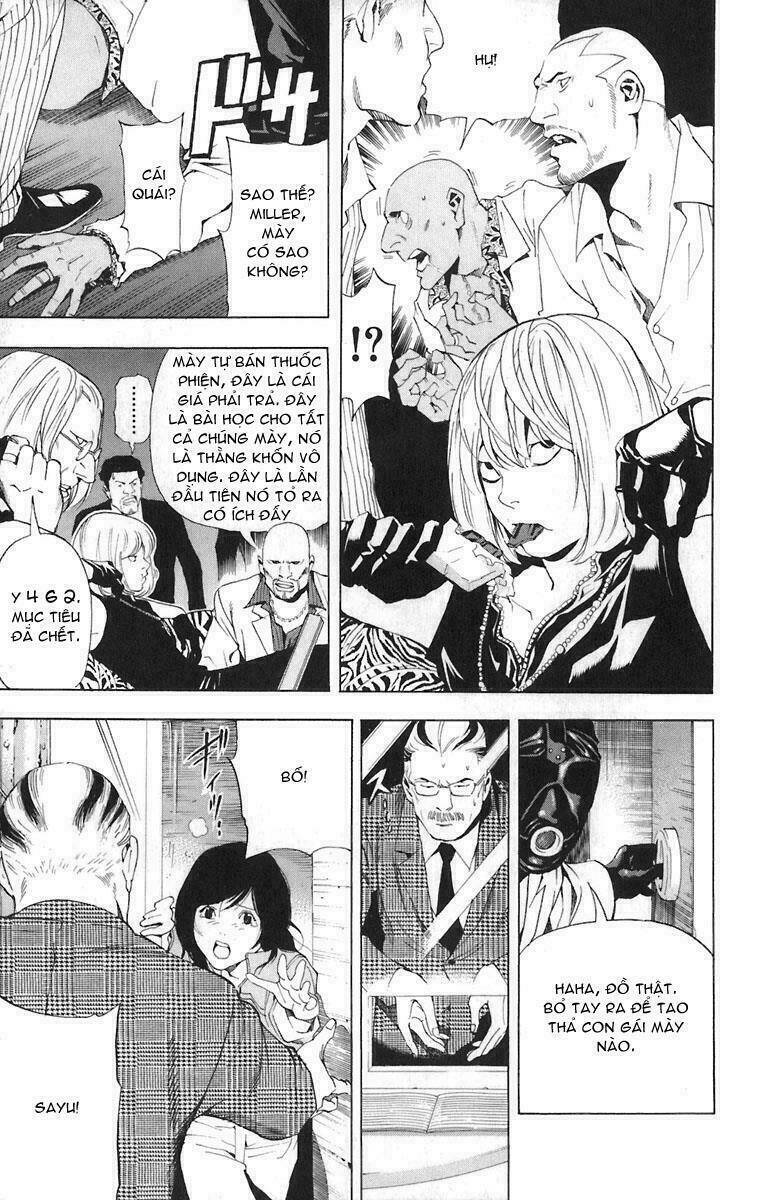 HỰ!
!?
ドサ
SAO THẾ?
MILLER,
MÀY
CÓ SAO
KHÔNG?
CÁI
QUÁI?
MÀY TỰ BÁN THUỐC
PHIỆN, ĐÂY LÀ CÁI
GIÁ PHẢI TRẢ. ĐÂY
LÀ BÀI HỌC CHO TẤT
CẢ CHÚNG MÀY, NÓ
LÀ THẰNG KHỐN VÔ
DỤNG. ĐÂY LÀ LẦN
ĐẦU TIÊN NÓ TỎ RA
CÓ ÍCH ĐẤY
......
Y462.
MỤC TIÊU
ĐÃ CHẾT.
HAHA, ĐỒ THẬT.
BỎ TAY RA ĐỂ TAO
THẢ CON GÁI MÀY
NÀO.
BỐ!
SAYU!